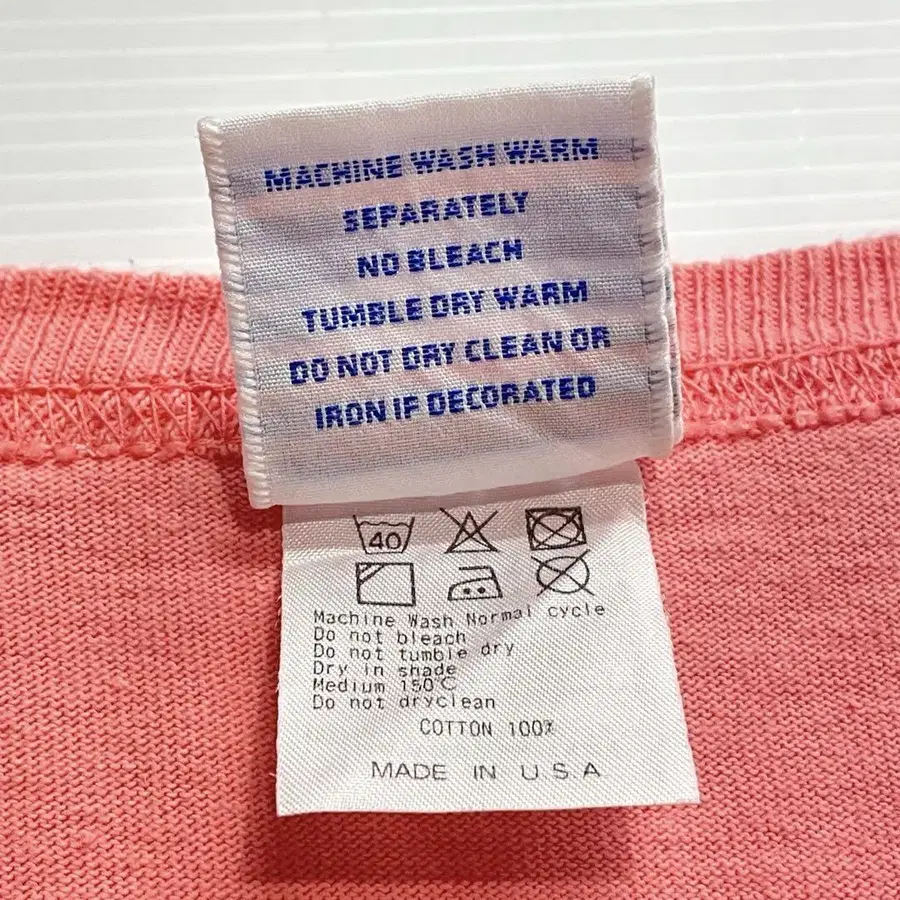 MACHINE WASH WARM
SEPARATELY
NO BLEACH
TUMBLE DRY WARM
DO NOT DRY CLEAN OR
IRON IF DECORATED
40
Machine Wash Normal cycle
Do not bleach
Do not tumble dry
Dry in shade
Medium 150℃
Do not dryclean
COTTON 100%
MADE IN U.S.A